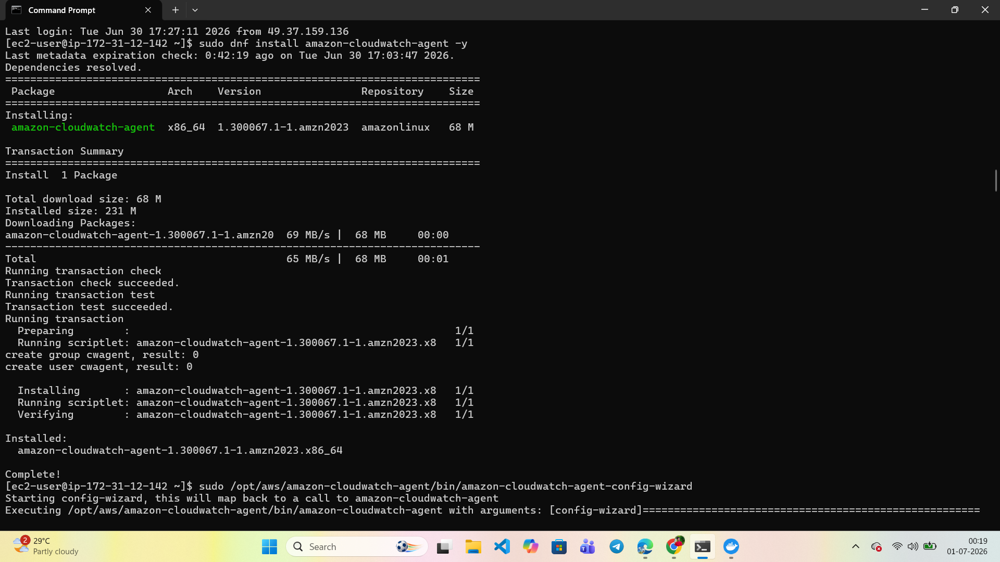 Command Prompt
Last login: Tue Jun 30 17:27:11 2026 from 49.37.159.136
[ec2-user@ip-172-31-12-142 ~]$ sudo dnf install amazon-cloudwatch-agent -y
Last metadata expiration check: 0:42:19 ago on Tue Jun 30 17:03:47 2026.
Dependencies resolved.
============================================================================
 Package                  Arch    Version                Repository    Size
============================================================================
Installing:
 amazon-cloudwatch-agent  x86_64  1.300067.1-1.amzn2023  amazonlinux   68 M
Transaction Summary
============================================================================
Install  1 Package
Total download size: 68 M
Installed size: 231 M
Downloading Packages:
amazon-cloudwatch-agent-1.300067.1-1.amzn20  69 MB/s |  68 MB     00:00
----------------------------------------------------------------------------
Total                                        65 MB/s |  68 MB     00:01
Running transaction check
Transaction check succeeded.
Running transaction test
Transaction test succeeded.
Running transaction
  Preparing        :                                                    1/1
  Running scriptlet: amazon-cloudwatch-agent-1.300067.1-1.amzn2023.x8   1/1
create group cwagent, result: 0
create user cwagent, result: 0
  Installing       : amazon-cloudwatch-agent-1.300067.1-1.amzn2023.x8   1/1
  Running scriptlet: amazon-cloudwatch-agent-1.300067.1-1.amzn2023.x8   1/1
  Verifying        : amazon-cloudwatch-agent-1.300067.1-1.amzn2023.x8   1/1
Installed:
  amazon-cloudwatch-agent-1.300067.1-1.amzn2023.x86_64
Complete!
[ec2-user@ip-172-31-12-142 ~]$ sudo /opt/aws/amazon-cloudwatch-agent/bin/amazon-cloudwatch-agent-config-wizard
Starting config-wizard, this will map back to a call to amazon-cloudwatch-agent
Executing /opt/aws/amazon-cloudwatch-agent/bin/amazon-cloudwatch-agent with arguments: [config-wizard]======================================================
2
29°C
Partly cloudy
Search
00:19
01-07-2026